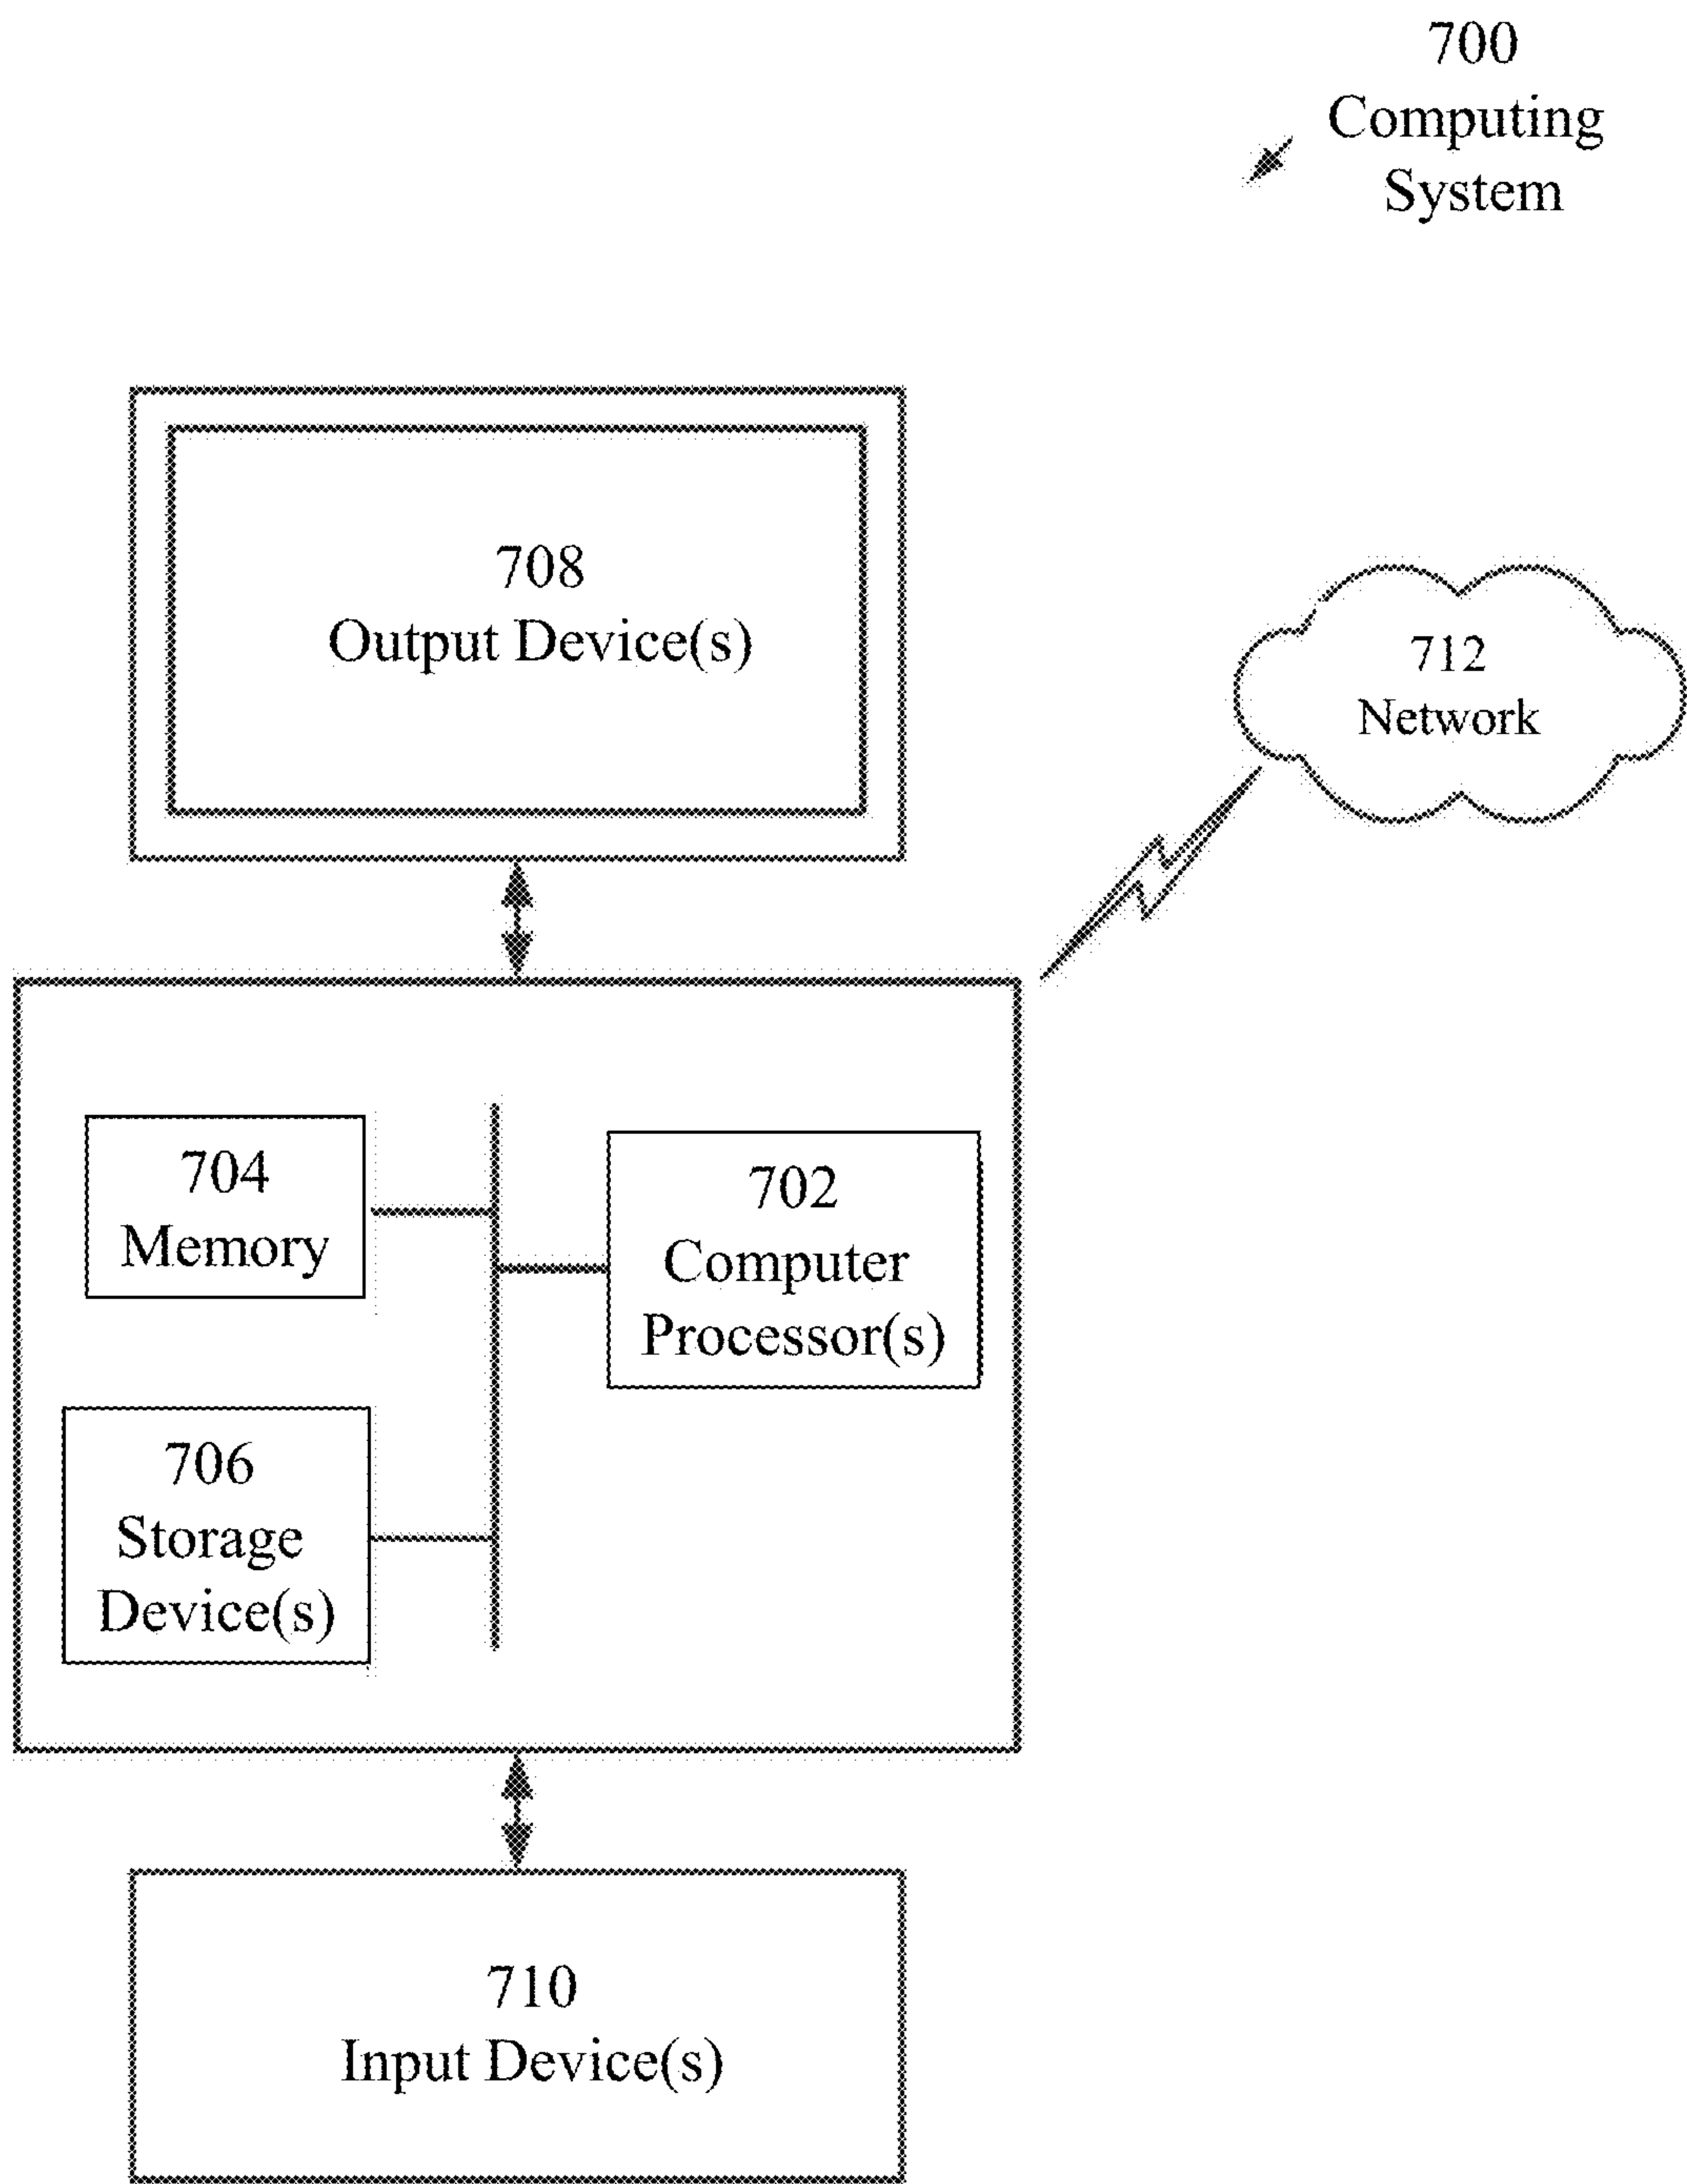 700
Computing
System
708
Output Device(s)
712
Network
704
Memory
702
Computer
Processor(s)
706
Storage
Device(s)
710
Input Device(s)